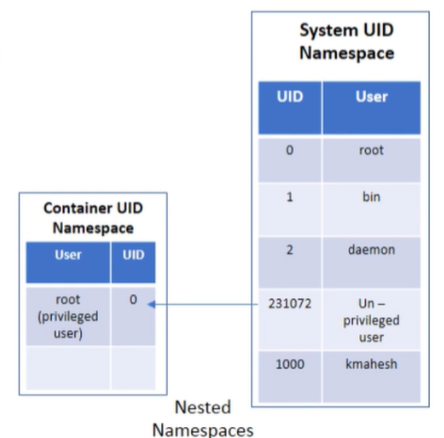 System UID
Namespace
UID User
0 root
1 bin
2 daemon
231072 Un –
privileged
user
1000 kmahesh
Container UID
Namespace
User UID
root 0
(privileged
user)
Nested
Namespaces